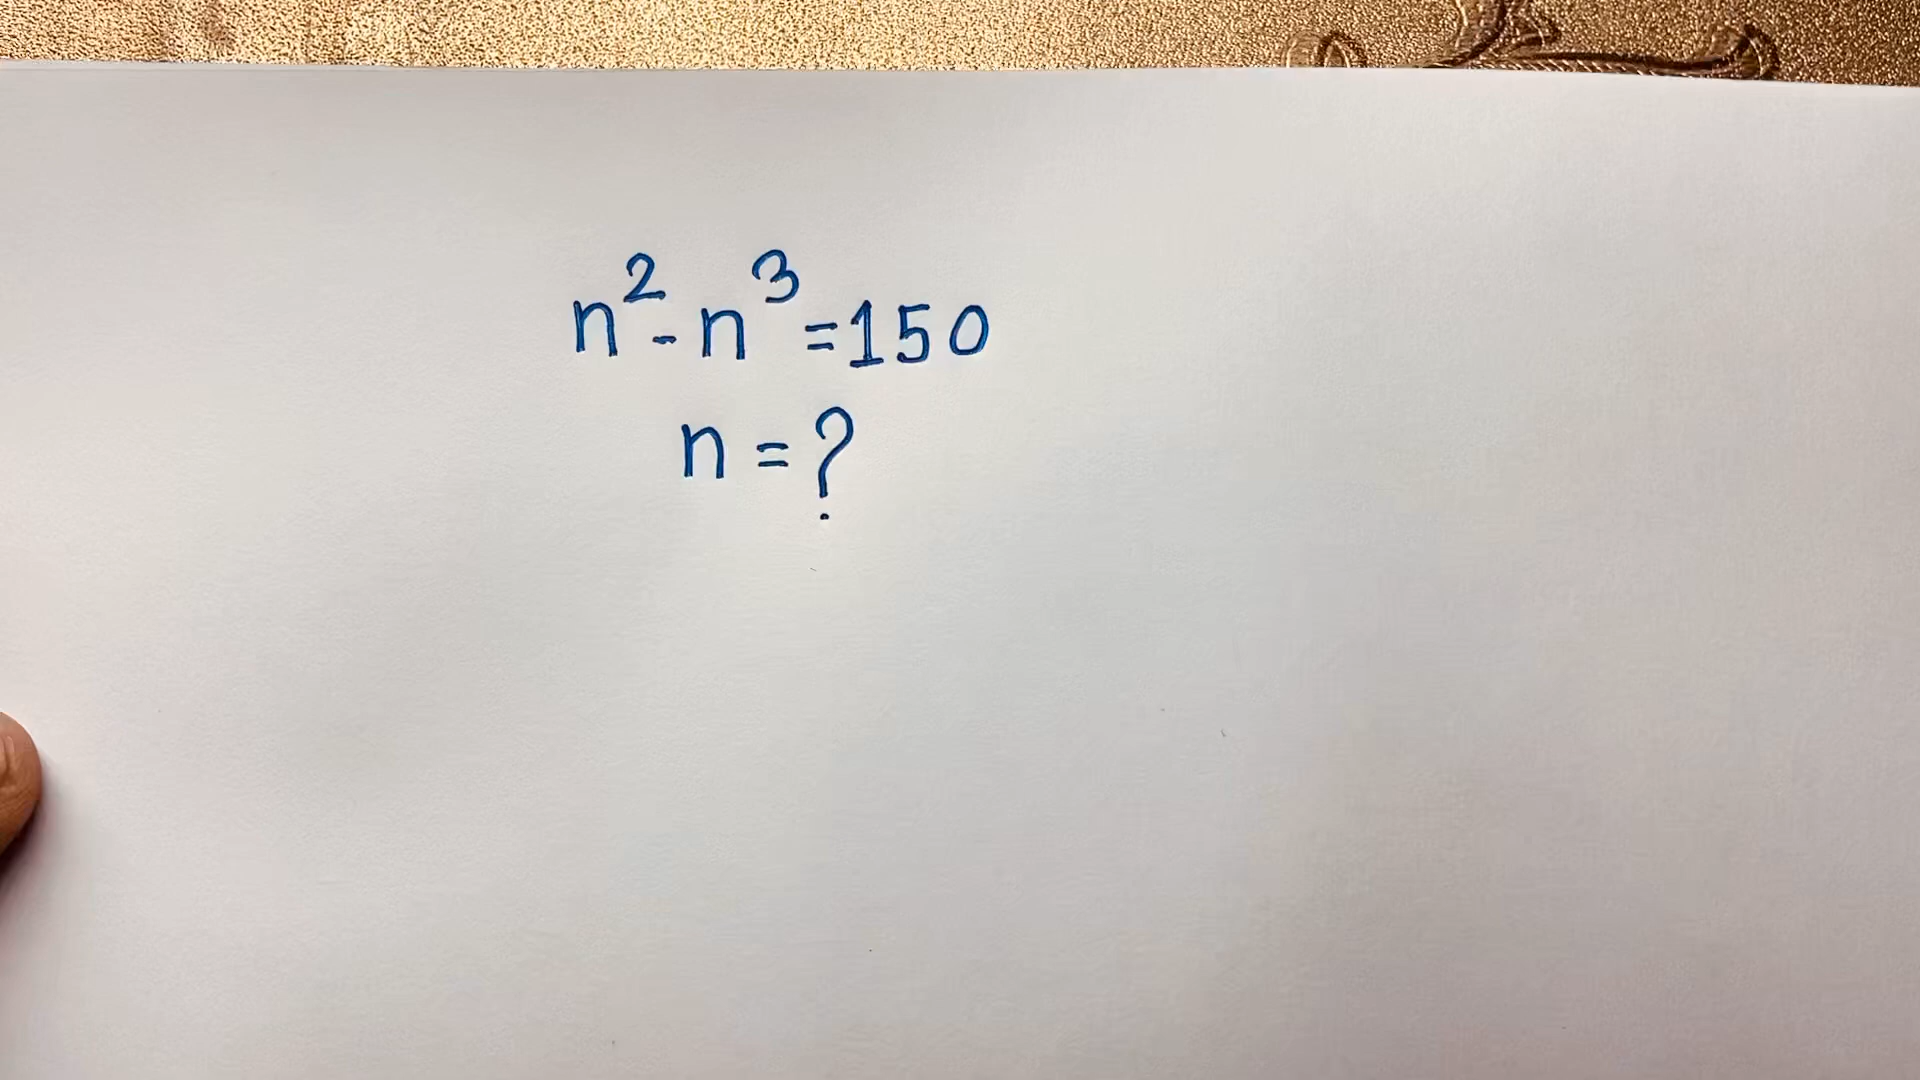 n² - n³ = 150
n = ?